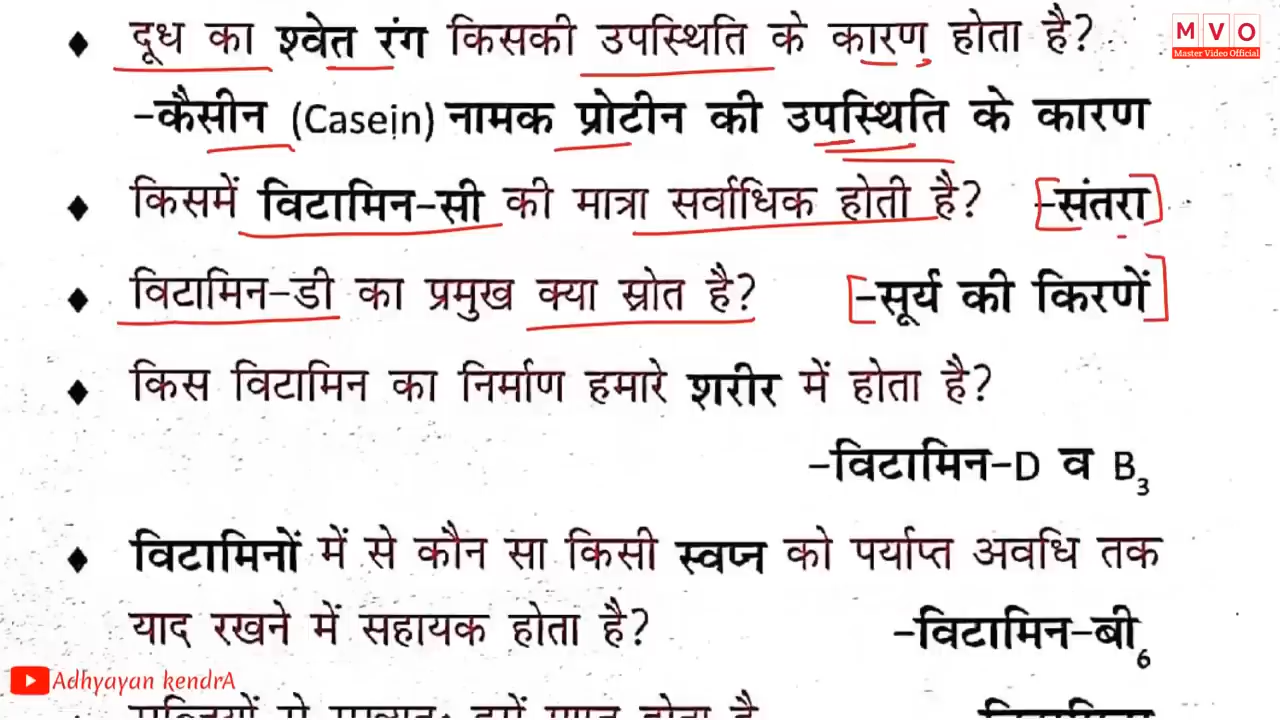 ♦ दूध का श्वेत रंग किसकी उपस्थिति के कारण होता है?
M V O
Master Video Official
-कैसीन (Casein) नामक प्रोटीन की उपस्थिति के कारण
♦ किसमें विटामिन-सी की मात्रा सर्वाधिक होती है? -संतरा
♦ विटामिन-डी का प्रमुख क्या स्रोत है? -सूर्य की किरणें
♦ किस विटामिन का निर्माण हमारे शरीर में होता है?
-विटामिन-D व B₃
♦ विटामिनों में से कौन सा किसी स्वप्न को पर्याप्त अवधि तक
याद रखने में सहायक होता है? -विटामिन-बी₆
Adhyayan kendrA